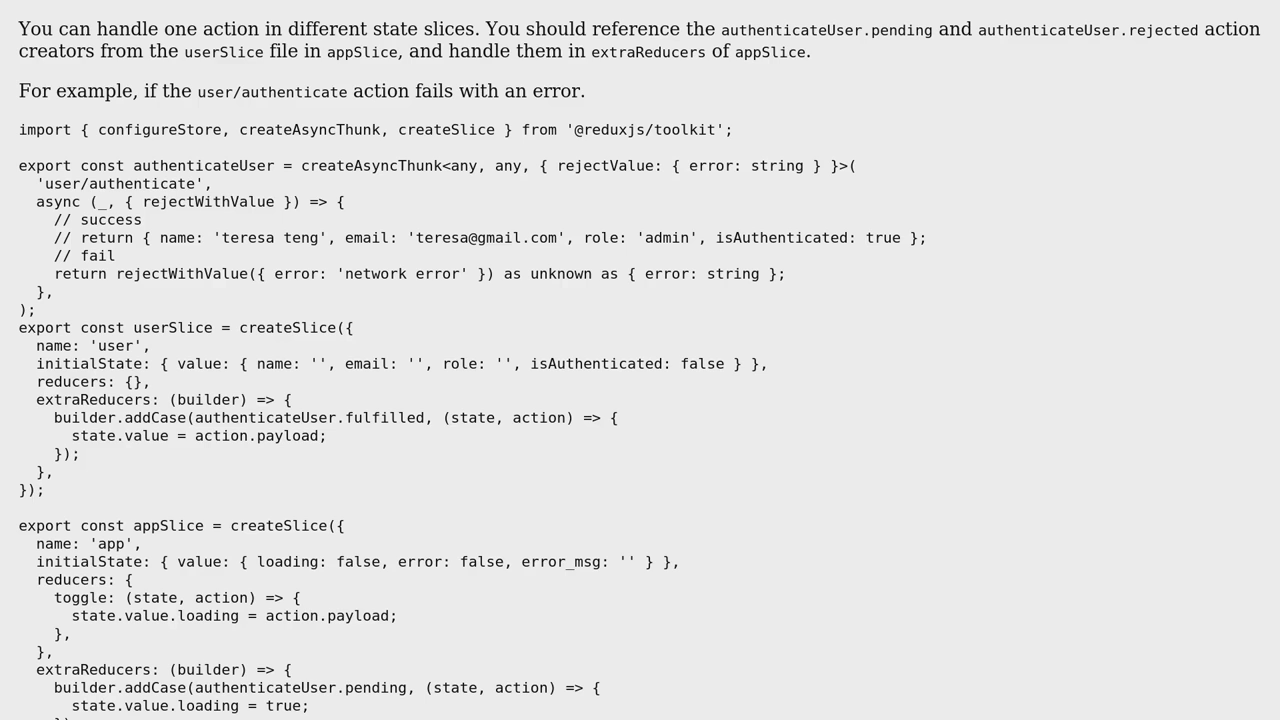 You can handle one action in different state slices. You should reference the authenticateUser.pending and authenticateUser.rejected action
creators from the userSlice file in appSlice, and handle them in extraReducers of appSlice.
For example, if the user/authenticate action fails with an error.
import { configureStore, createAsyncThunk, createSlice } from '@reduxjs/toolkit';
export const authenticateUser = createAsyncThunk<any, any, { rejectValue: { error: string } }>(
  'user/authenticate',
  async (_, { rejectWithValue }) => {
    // success
    // return { name: 'teresa teng', email: 'teresa@gmail.com', role: 'admin', isAuthenticated: true };
    // fail
    return rejectWithValue({ error: 'network error' }) as unknown as { error: string };
  },
);
export const userSlice = createSlice({
  name: 'user',
  initialState: { value: { name: '', email: '', role: '', isAuthenticated: false } },
  reducers: {},
  extraReducers: (builder) => {
    builder.addCase(authenticateUser.fulfilled, (state, action) => {
      state.value = action.payload;
    });
  },
});
export const appSlice = createSlice({
  name: 'app',
  initialState: { value: { loading: false, error: false, error_msg: '' } },
  reducers: {
    toggle: (state, action) => {
      state.value.loading = action.payload;
    },
  },
  extraReducers: (builder) => {
    builder.addCase(authenticateUser.pending, (state, action) => {
      state.value.loading = true;